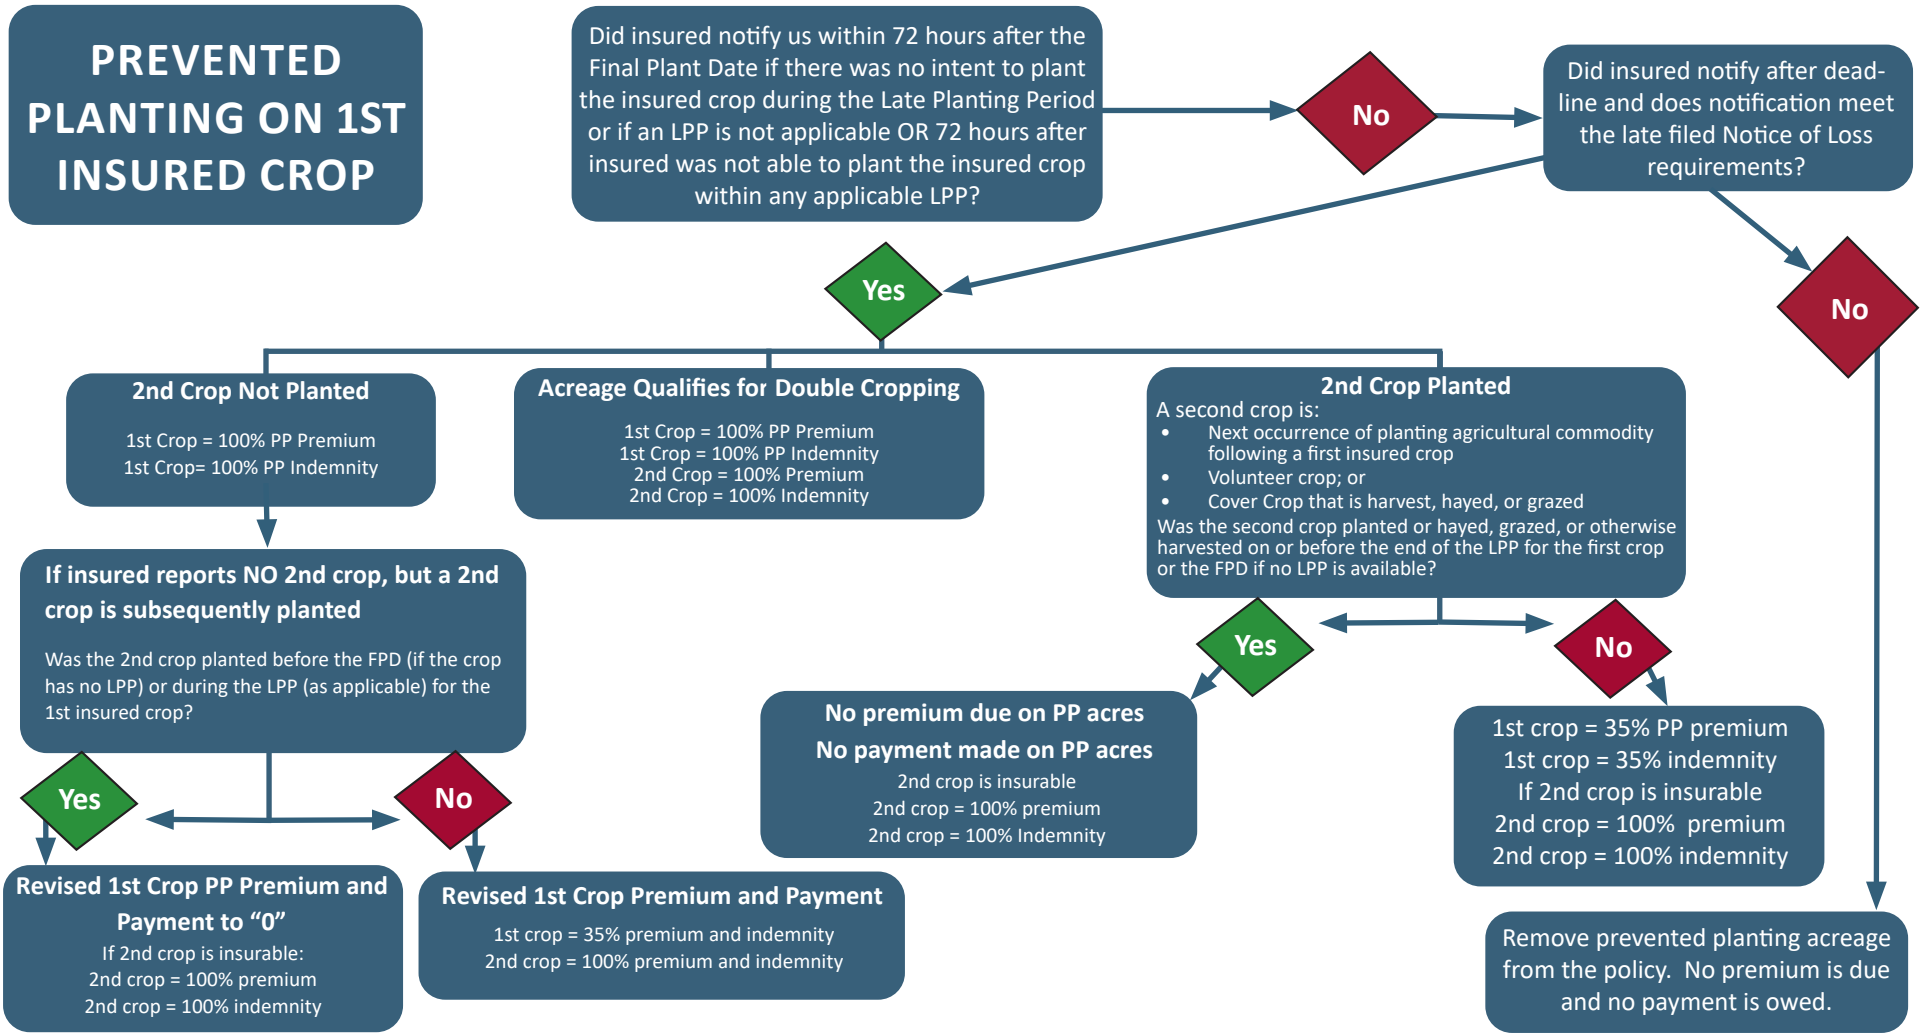 PREVENTED
PLANTING ON 1ST
INSURED CROP
Did insured notify us within 72 hours after the
Final Plant Date if there was no intent to plant
the insured crop during the Late Planting Period
or if an LPP is not applicable OR 72 hours after
insured was not able to plant the insured crop
within any applicable LPP?
No
Did insured notify after dead-
line and does notification meet
the late filed Notice of Loss
requirements?
Yes
No
2nd Crop Not Planted
1st Crop = 100% PP Premium
1st Crop= 100% PP Indemnity
Acreage Qualifies for Double Cropping
1st Crop = 100% PP Premium
1st Crop = 100% PP Indemnity
2nd Crop = 100% Premium
2nd Crop = 100% Indemnity
2nd Crop Planted
A second crop is:
• Next occurrence of planting agricultural commodity
following a first insured crop
• Volunteer crop; or
• Cover Crop that is harvest, hayed, or grazed
Was the second crop planted or hayed, grazed, or otherwise
harvested on or before the end of the LPP for the first crop
or the FPD if no LPP is available?
If insured reports NO 2nd crop, but a 2nd
crop is subsequently planted
Was the 2nd crop planted before the FPD (if the crop
has no LPP) or during the LPP (as applicable) for the
1st insured crop?
Yes
No
No premium due on PP acres
No payment made on PP acres
2nd crop is insurable
2nd crop = 100% premium
2nd crop = 100% Indemnity
1st crop = 35% PP premium
1st crop = 35% indemnity
If 2nd crop is insurable
2nd crop = 100% premium
2nd crop = 100% indemnity
Yes
No
Revised 1st Crop PP Premium and
Payment to “0”
If 2nd crop is insurable:
2nd crop = 100% premium
2nd crop = 100% indemnity
Revised 1st Crop Premium and Payment
1st crop = 35% premium and indemnity
2nd crop = 100% premium and indemnity
Remove prevented planting acreage
from the policy. No premium is due
and no payment is owed.